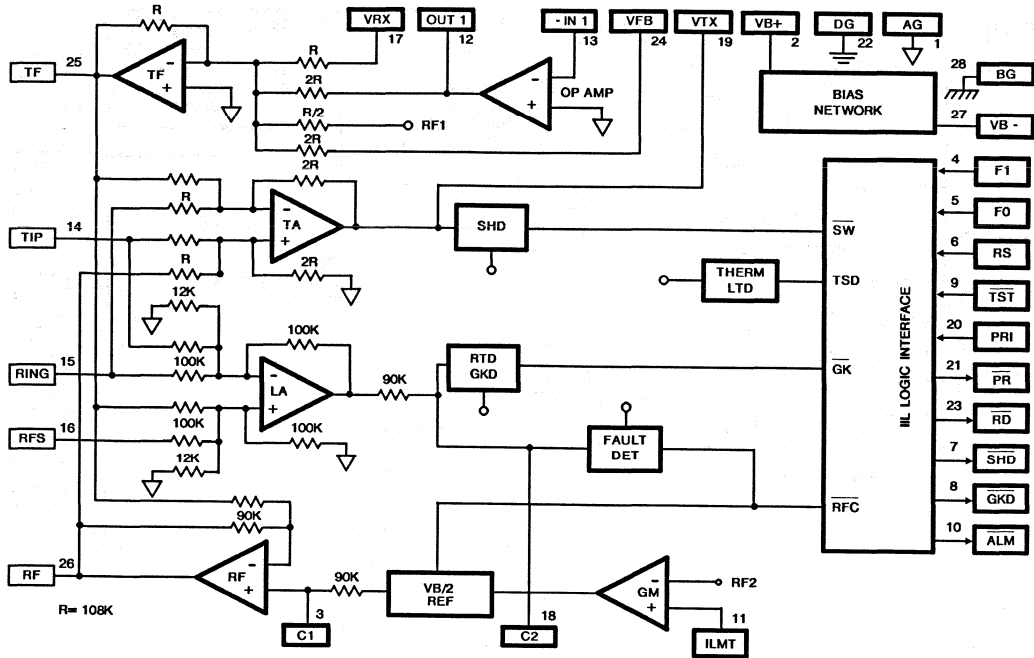 R
VRX
17
OUT 1
12
- IN 1
13
VFB
24
VTX
19
VB+
2
DG
22
AG
1
TF
25
TF
-
+
R
2R
R/2
RF1
2R
-
+
OP AMP
BIAS
NETWORK
28
BG
27
VB -
2R
R
-
TA
+
TIP
14
R
2R
SHD
THERM
LTD
12K
100K
RING
15
100K
-
LA
+
90K
RTD
GKD
100K
RFS
16
100K
12K
FAULT
DET
SW
TSD
GK
RFC
IIL LOGIC INTERFACE
4
F1
5
F0
6
RS
9
TST
20
PRI
21
PR
23
RD
7
SHD
8
GKD
10
ALM
90K
RF
26
RF
-
+
90K
VB/2
REF
-
GM
+
RF2
R= 108K
3
C1
18
C2
11
ILMT